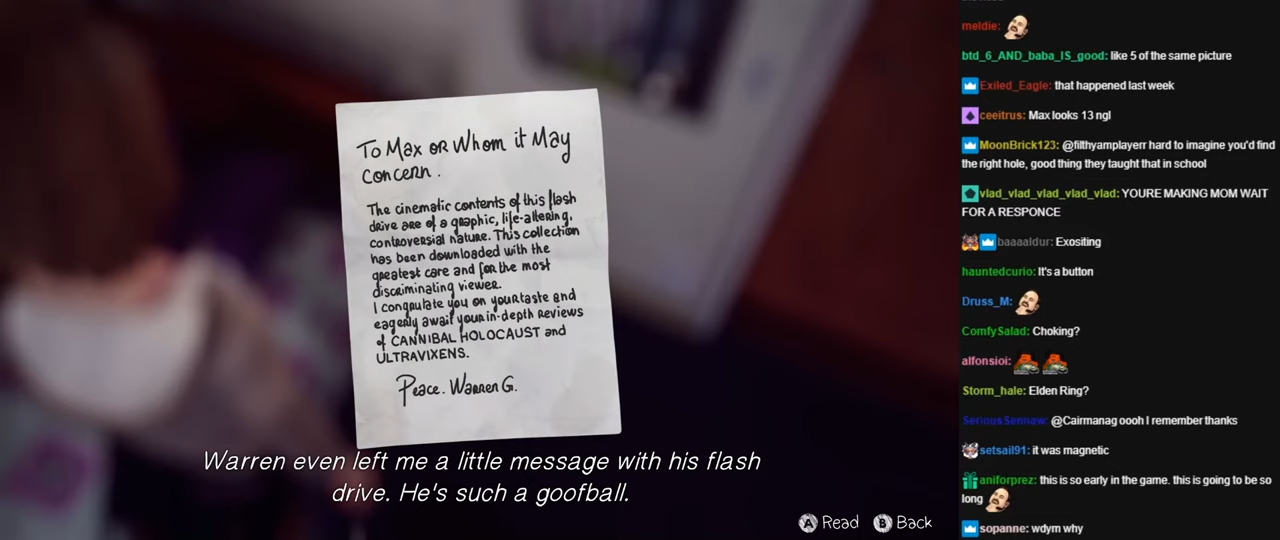 To Max or Whom it May
Concern.
The cinematic contents of this flash
drive are of a graphic, life-altering,
controversial nature. This collection
has been downloaded with the
greatest care and for the most
discriminating viewer.
I congratulate you on your taste and
eagerly await your in-depth reviews
of CANNIBAL HOLOCAUST and
ULTRAVIXENS.
Peace. Warren G.
Warren even left me a little message with his flash
drive. He's such a goofball.
A Read B Back
meldie:
btd_6_AND_baba_IS_good: like 5 of the same picture
Exiled_Eagle: that happened last week
ceeitrus: Max looks 13 ngl
MoonBrick123: @filthyamplayerr hard to imagine you'd find
the right hole, good thing they taught that in school
vlad_vlad_vlad_vlad_vlad: YOURE MAKING MOM WAIT
FOR A RESPONCE
baaaaldur: Exositing
hauntedcurio: It's a button
Druss_M:
ComfySalad: Choking?
alfonsioi:
Storm_hale: Elden Ring?
SeriousSennaw: @Cairmanag oooh I remember thanks
setsail91: it was magnetic
aniforprez: this is so early in the game. this is going to be so
long
sopanne: wdym why